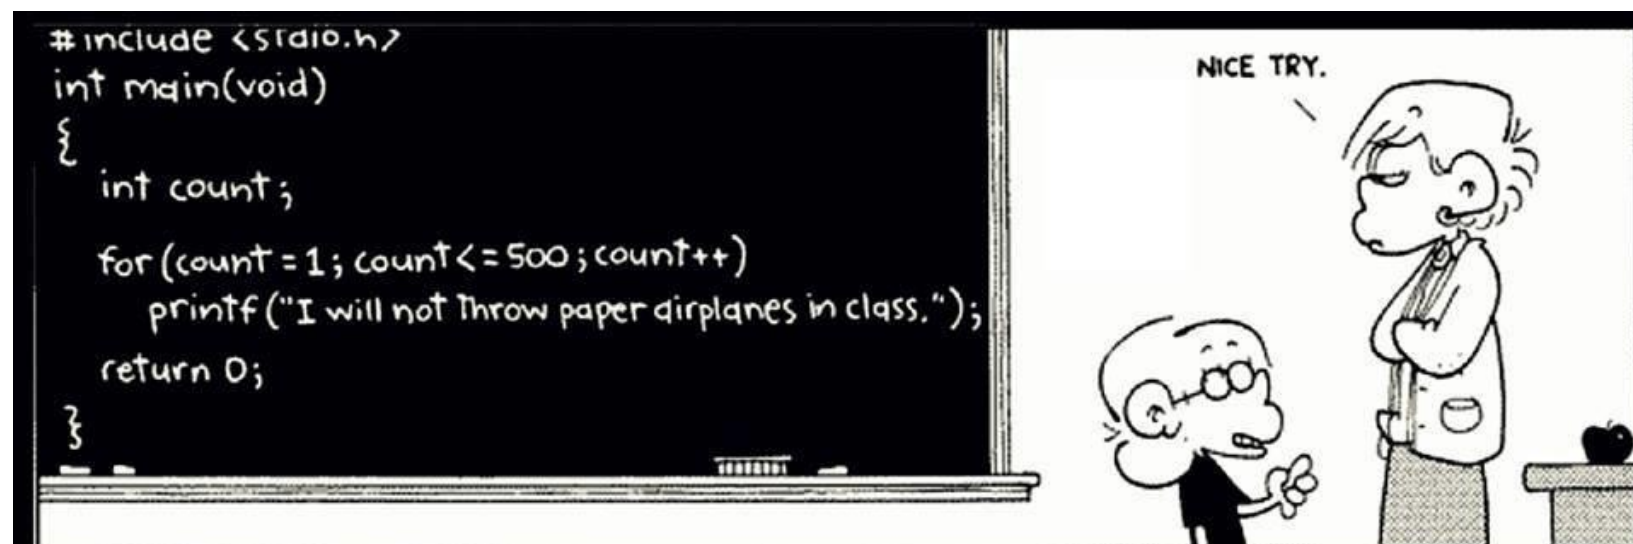 #include <stdio.h>
int main(void)
{
int count;
for (count = 1; count <= 500; count++)
printf ("I will not throw paper airplanes in class.");
return 0;
}
NICE TRY.